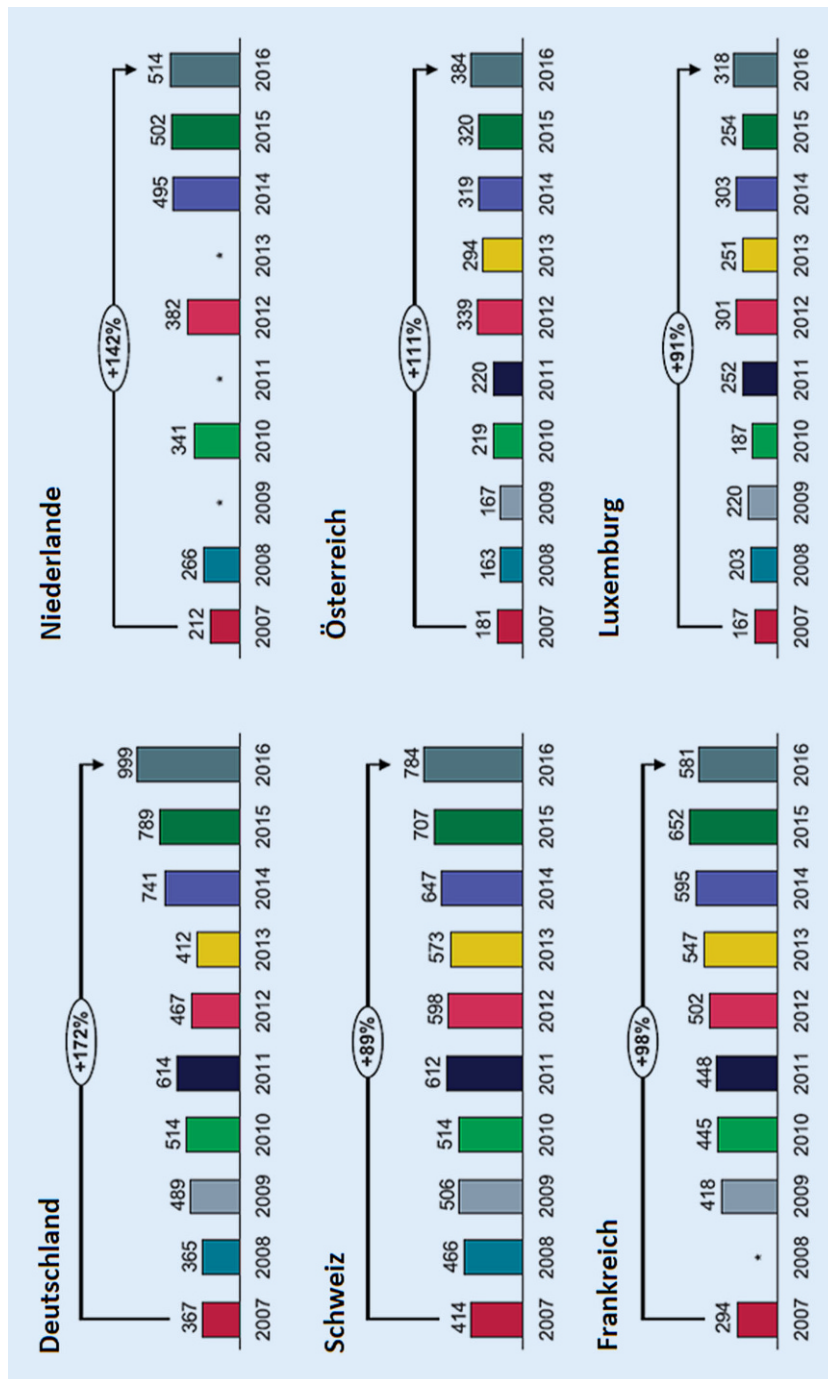 Deutschland
+172%
367 365 489 514 614 467 412 741 789 999
2007 2008 2009 2010 2011 2012 2013 2014 2015 2016
Niederlande
+142%
212 266 * 341 * 382 * 495 502 514
2007 2008 2009 2010 2011 2012 2013 2014 2015 2016
Schweiz
+89%
414 466 506 514 612 598 573 647 707 784
2007 2008 2009 2010 2011 2012 2013 2014 2015 2016
Österreich
+111%
181 163 167 219 220 339 294 319 320 384
2007 2008 2009 2010 2011 2012 2013 2014 2015 2016
Frankreich
+98%
294 * 418 445 448 502 547 595 652 581
2007 2008 2009 2010 2011 2012 2013 2014 2015 2016
Luxemburg
+91%
167 203 220 187 252 301 251 303 254 318
2007 2008 2009 2010 2011 2012 2013 2014 2015 2016